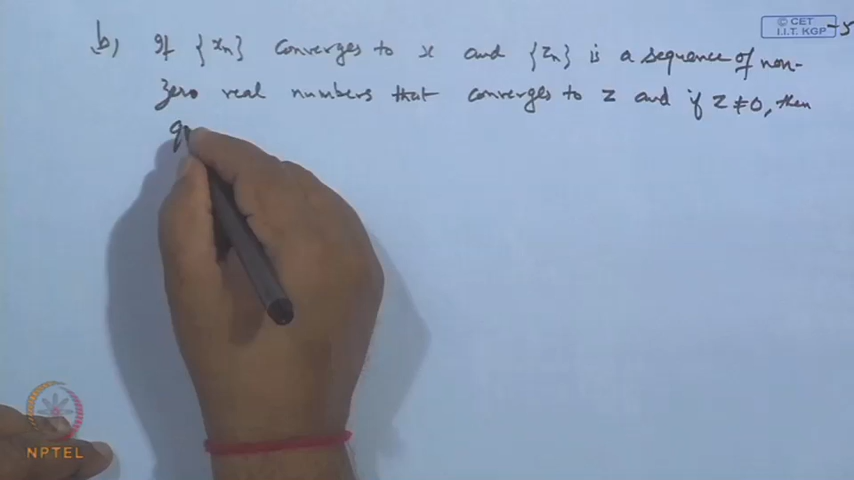 © CET
I.I.T. KGP
-5
b) If {xn} converges to x and {zn} is a sequence of non-
zero real numbers that converges to z and if z ≠ 0, then
NPTEL